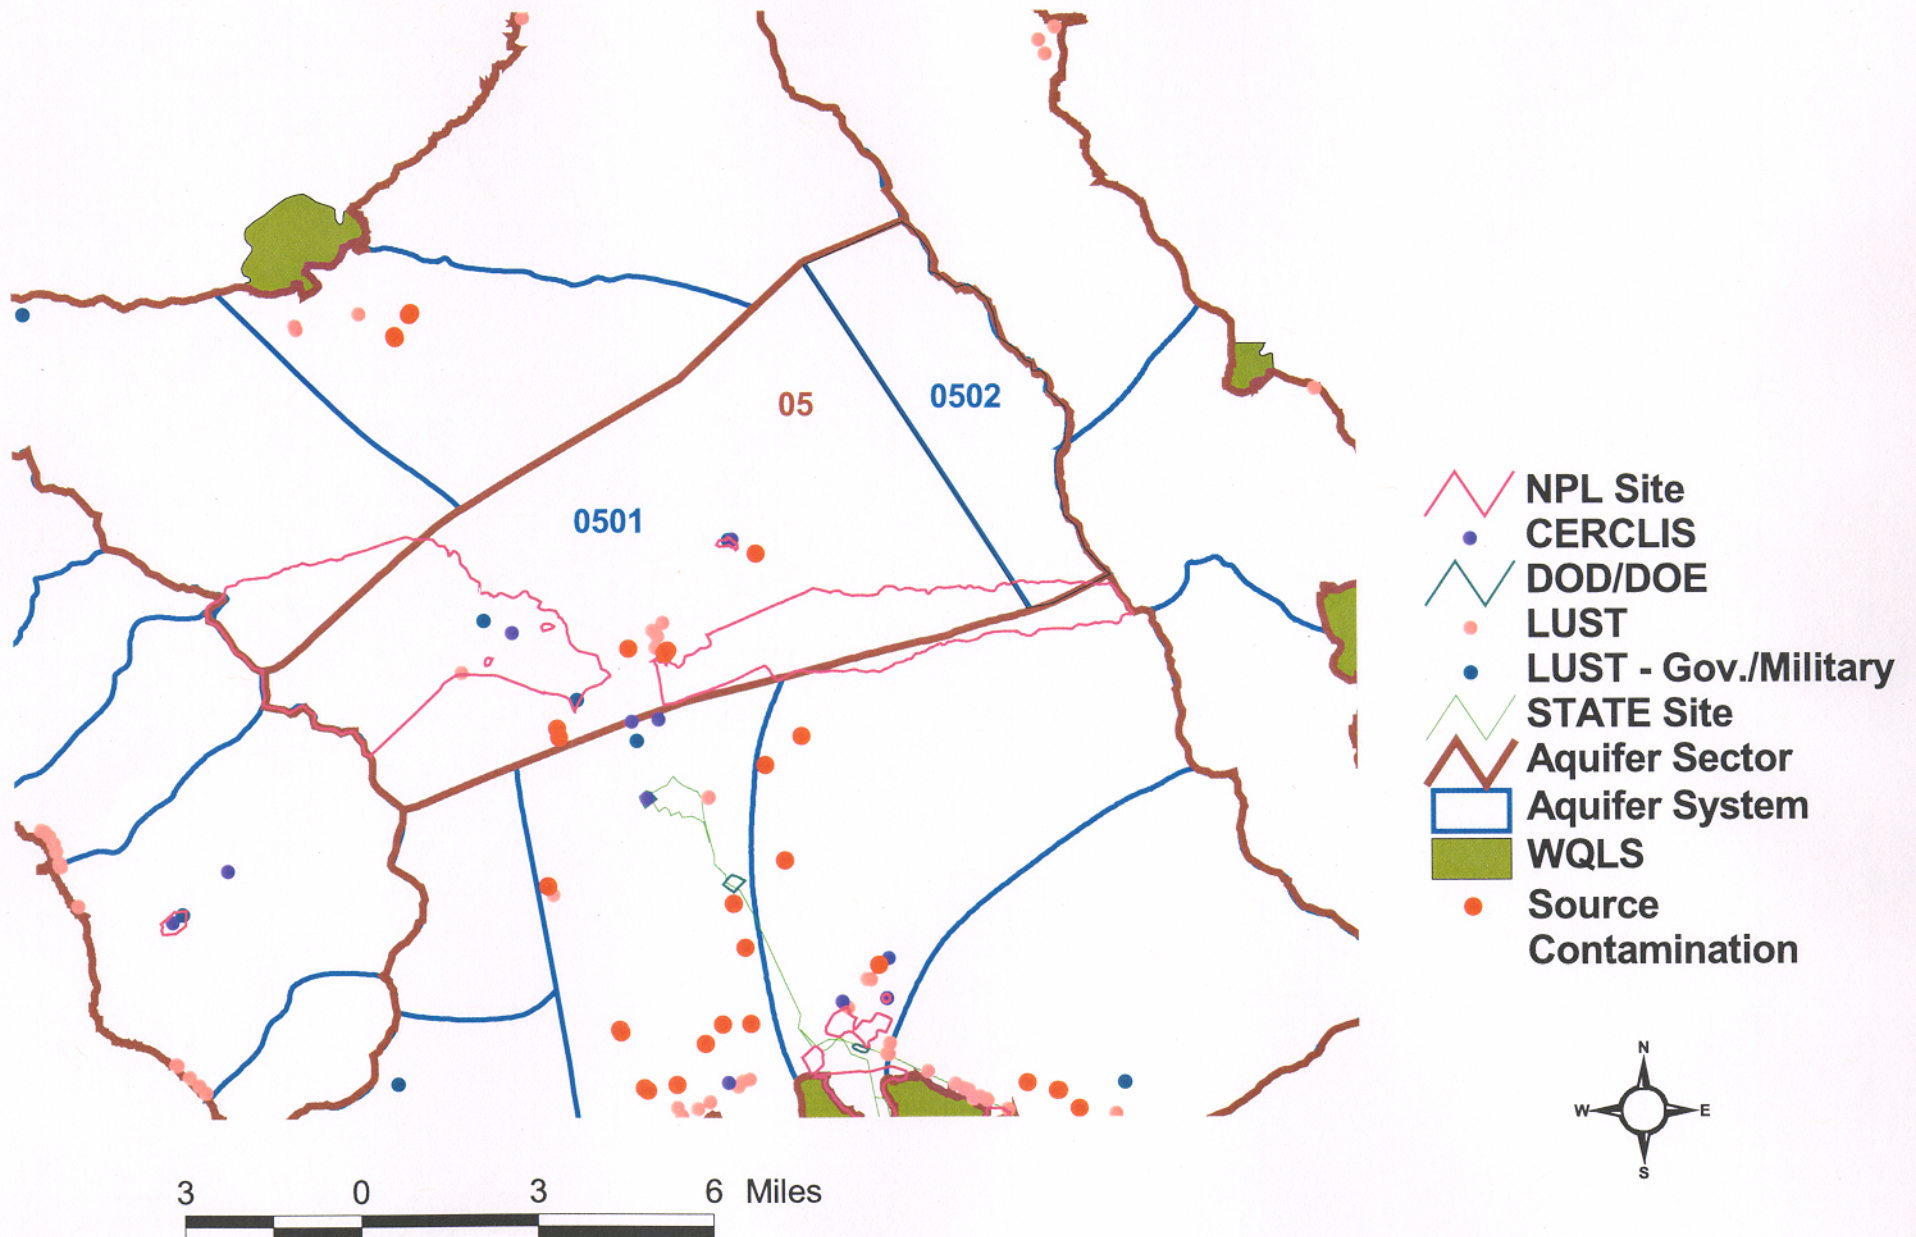 05
0502
0501
NPL Site
CERCLIS
DOD/DOE
LUST
LUST - Gov./Military
STATE Site
Aquifer Sector
Aquifer System
WQLS
Source
Contamination
N
W E
S
3 0 3 6 Miles